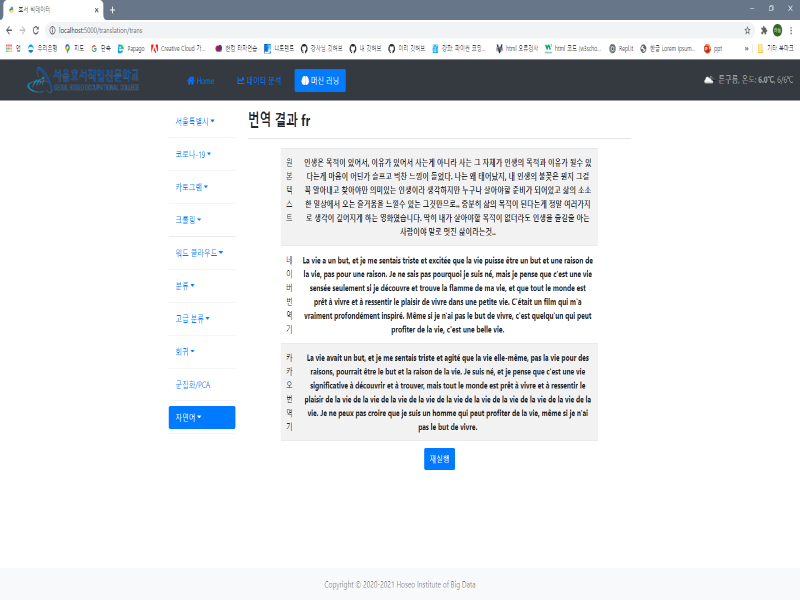 호서 빅데이터
localhost:5000/translation/trans
앱 우리은행 지도 단축 Papago Creative Cloud 가... 한컴 타자연습 니트렌드 강사님 깃허브 내 깃허브 이리 깃허브 html 오류검사 html 코드 (w3scho... Repl.it 한글 Lorem Ipsum... ppt » 기타 북마크
서울호서직업전문학교
SEOUL HOSEO OCCUPATIONAL COLLEGE
Home 데이터 분석 머신 러닝 튼구름, 온도: 6.0℃, 6/6℃
서울특별시
코로나-19
카토그램
크롤링
워드 클라우드
분류
고급 분류
회귀
군집화/PCA
자연어
번역 결과 fr
원본텍스트
인생은 목적이 있어서, 이유가 있어서 사는게 아니라 사는 그 자체가 인생의 목적과 이유가 될수 있
다는게 마음이 어딘가 슬프고 벅찬 느낌이 들었다. 나는 왜 태어났지, 내 인생의 불꽃은 뭔지 그걸
꼭 알아내고 찾아야만 의미있는 인생이라 생각하지만 누구나 살아야할 준비가 되어있고 삶의 소소
한 일상에서 오는 즐거움을 느낄수 있는 그것만으로,, 충분히 삶의 목적이 된다는게 정말 여러가지
로 생각이 깊어지게 하는 영화였습니다. 딱히 내가 살아야할 목적이 없더라도 인생을 즐길줄 아는
사람이야 말로 멋진 삶이라는것..
네이버번역기
La vie a un but, et je me sentais triste et excitée que la vie puisse être un but et une raison de
la vie, pas pour une raison. Je ne sais pas pourquoi je suis né, mais je pense que c'est une vie
sensée seulement si je découvre et trouve la flamme de ma vie, et que tout le monde est
prêt à vivre et à ressentir le plaisir de vivre dans une petite vie. C'était un film qui m'a
vraiment profondément inspiré. Même si je n'ai pas le but de vivre, c'est quelqu'un qui peut
profiter de la vie, c'est une belle vie.
카카오번역기
La vie avait un but, et je me sentais triste et agité que la vie elle-même, pas la vie pour des
raisons, pourrait être le but et la raison de la vie. Je suis né, et je pense que c'est une vie
significative à découvrir et à trouver, mais tout le monde est prêt à vivre et à ressentir le
plaisir de la vie de la vie de la vie de la vie de la vie de la vie de la vie de la vie de la vie de la
vie. Je ne peux pas croire que je suis un homme qui peut profiter de la vie, même si je n'ai
pas le but de vivre.
재실행
Copyright © 2020-2021 Hoseo Institute of Big Data